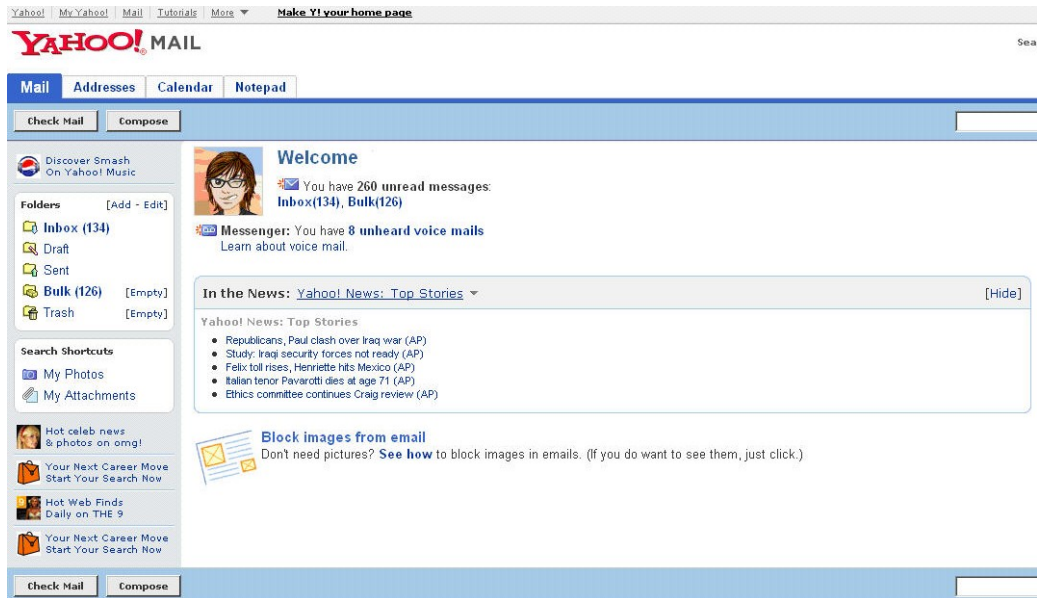 Yahoo! My Yahoo! Mail Tutorials More Make Y! your home page
YAHOO! MAIL
Sea
Mail Addresses Calendar Notepad
Check Mail Compose
Discover Smash
On Yahoo! Music
Folders [Add - Edit]
Inbox (134)
Draft
Sent
Bulk (126) [Empty]
Trash [Empty]
Search Shortcuts
My Photos
My Attachments
Hot celeb news
& photos on omg!
Your Next Career Move
Start Your Search Now
Hot Web Finds
Daily on THE 9
Your Next Career Move
Start Your Search Now
Welcome
You have 260 unread messages:
Inbox(134), Bulk(126)
Messenger: You have 8 unheard voice mails
Learn about voice mail.
In the News: Yahoo! News: Top Stories [Hide]
Yahoo! News: Top Stories
Republicans, Paul clash over Iraq war (AP)
Study: Iraqi security forces not ready (AP)
Felix toll rises, Henriette hits Mexico (AP)
Italian tenor Pavarotti dies at age 71 (AP)
Ethics committee continues Craig review (AP)
Block images from email
Don't need pictures? See how to block images in emails. (If you do want to see them, just click.)
Check Mail Compose